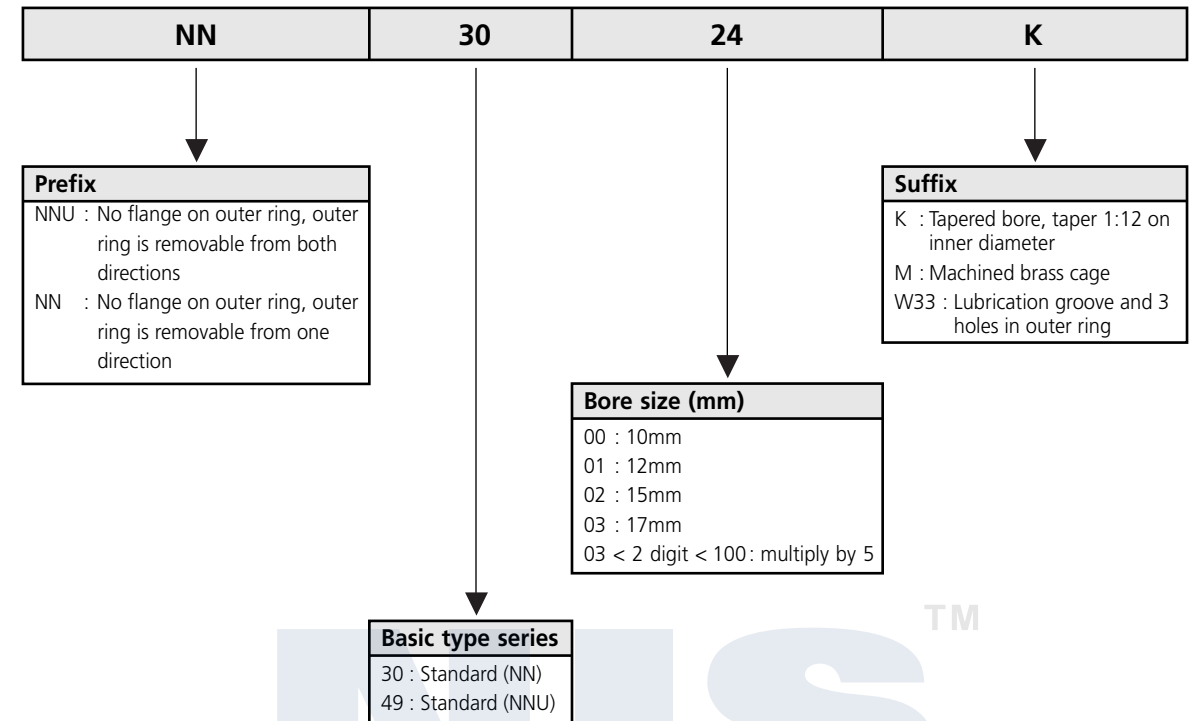 NN 30 24 K
Prefix
NNU : No flange on outer ring, outer
ring is removable from both
directions
NN : No flange on outer ring, outer
ring is removable from one
direction
Suffix
K : Tapered bore, taper 1:12 on
inner diameter
M : Machined brass cage
W33 : Lubrication groove and 3
holes in outer ring
Bore size (mm)
00 : 10mm
01 : 12mm
02 : 15mm
03 : 17mm
03 < 2 digit < 100 : multiply by 5
Basic type series
30 : Standard (NN)
49 : Standard (NNU)
TM